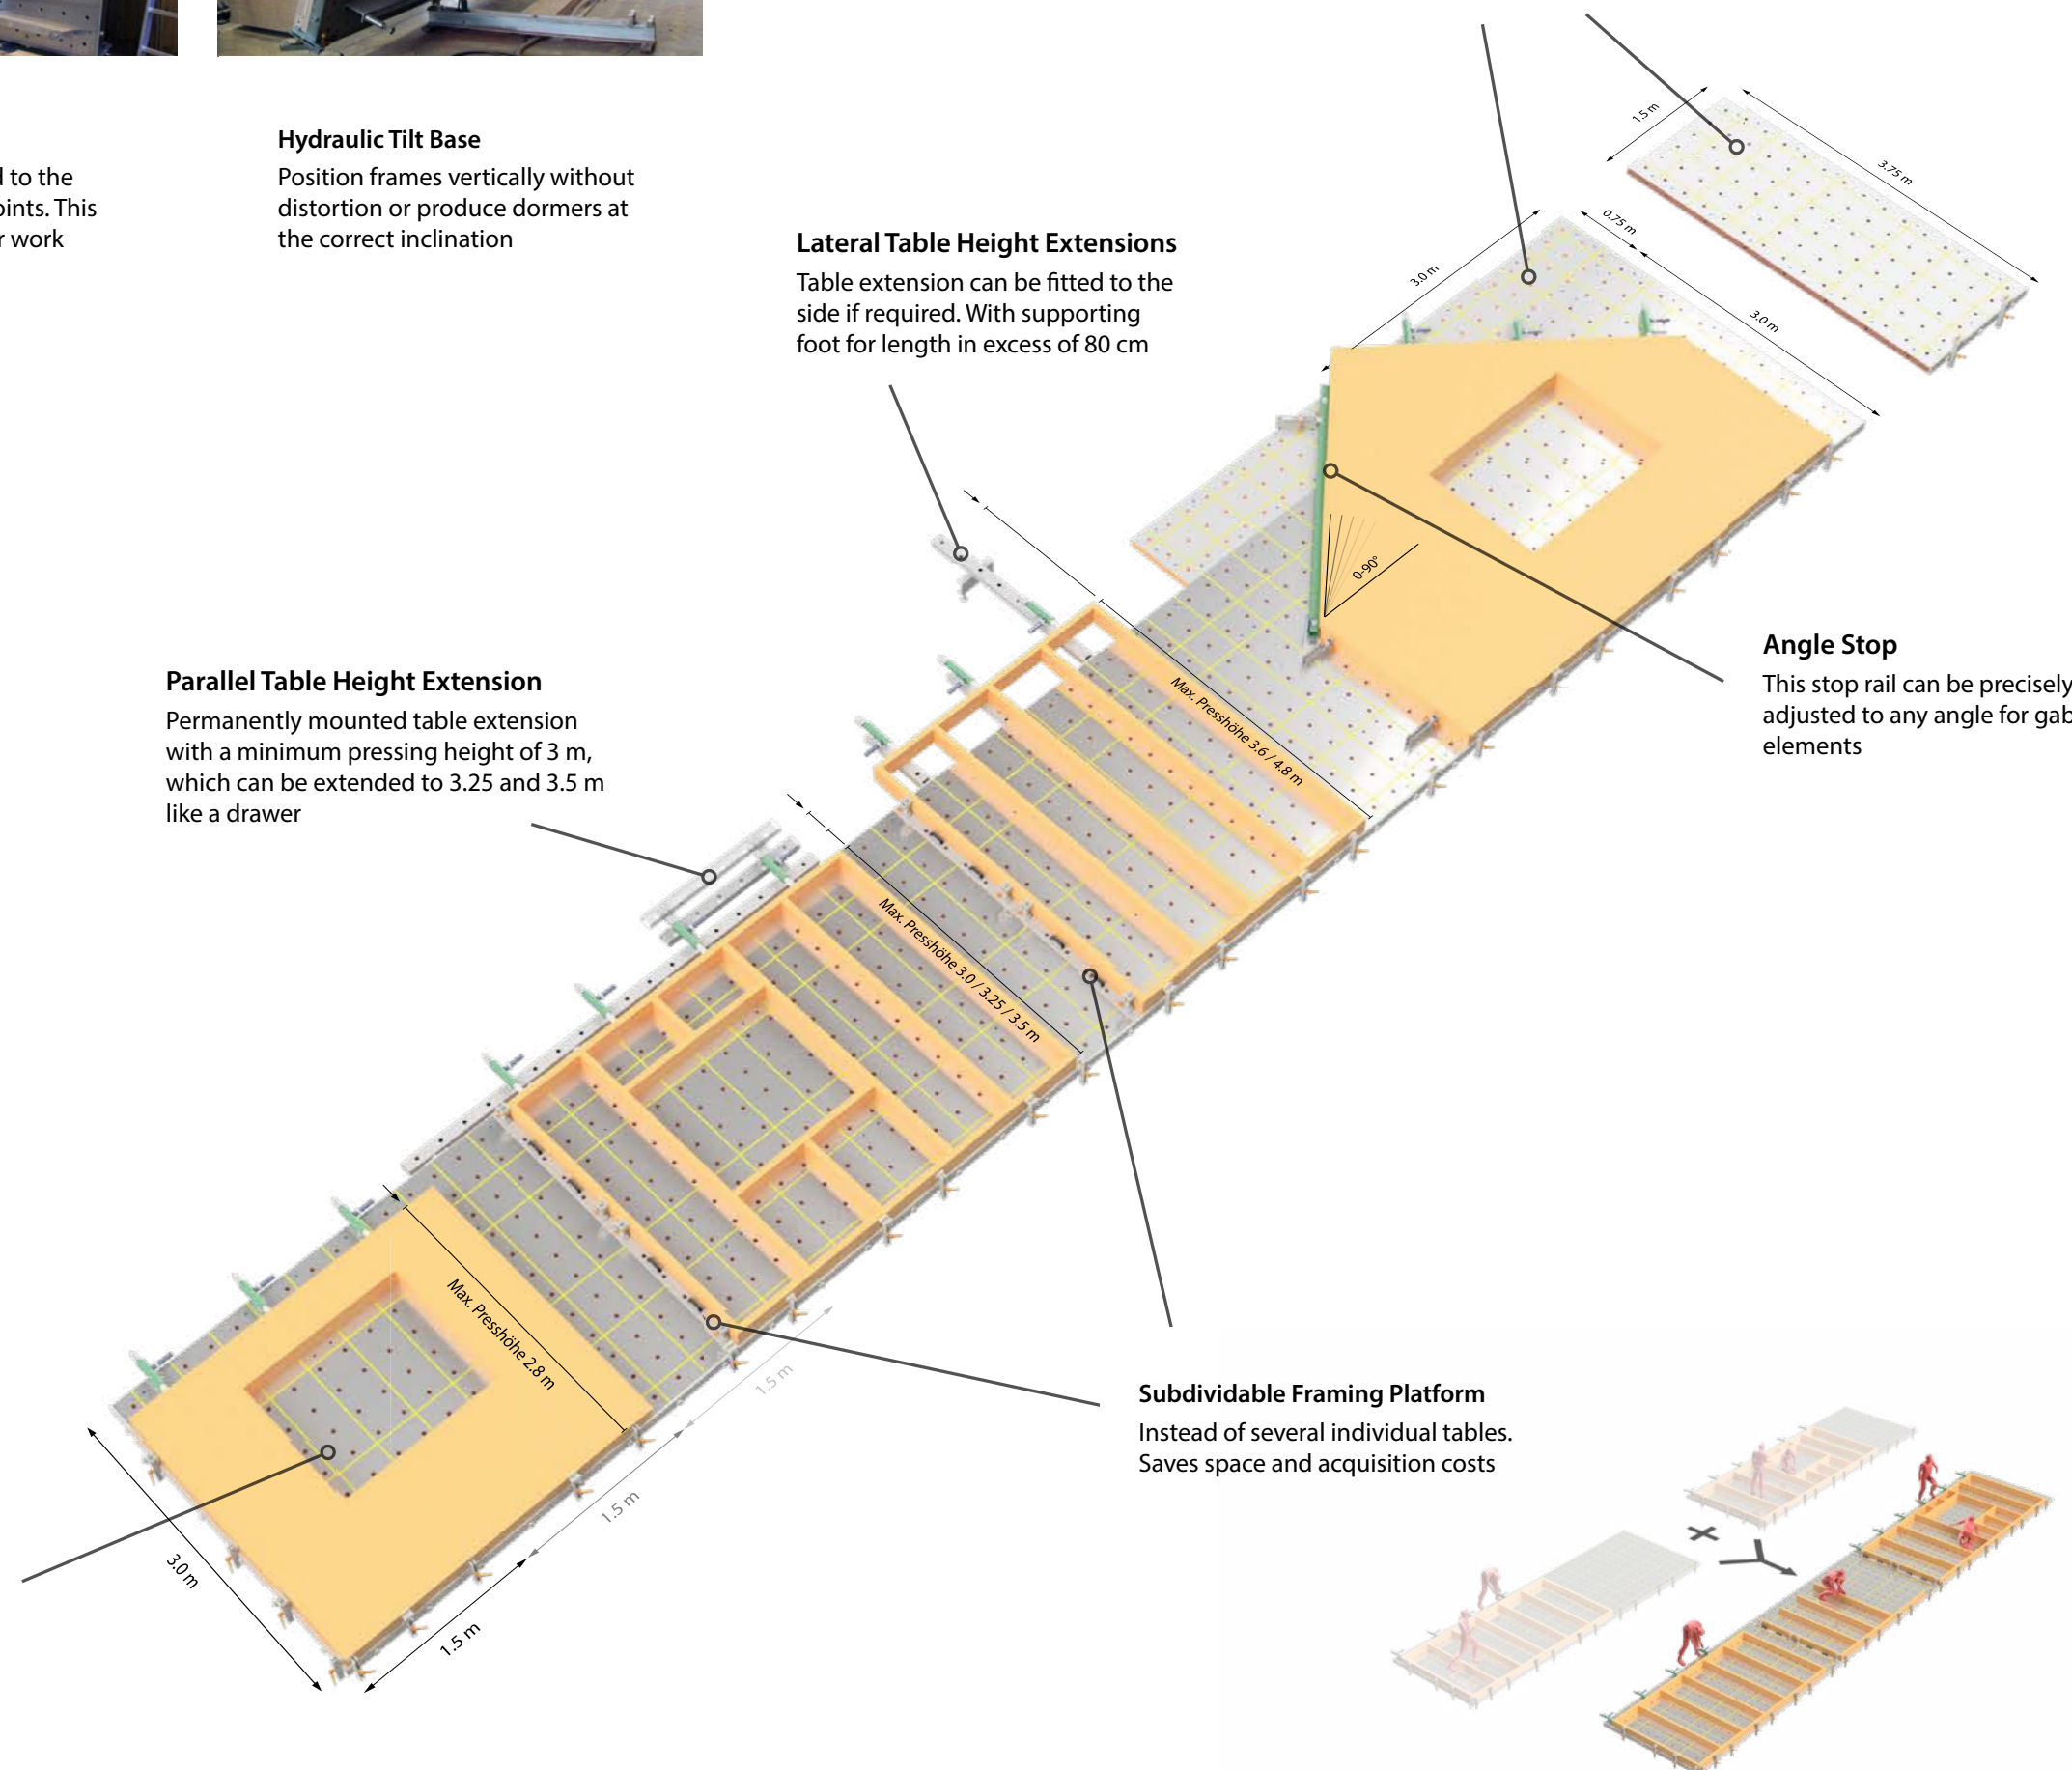 Hydraulic Tilt Base
Position frames vertically without
distortion or produce dormers at
the correct inclination
to the
This
work
Lateral Table Height Extensions
Table extension can be fitted to the
side if required. With supporting
foot for length in excess of 80 cm
1.5 m
3.75 m
0.75 m
3.0 m
3.0 m
0-90°
Angle Stop
This stop rail can be precisely
adjusted to any angle for
elements
Parallel Table Height Extension
Permanently mounted table extension
with a minimum pressing height of 3 m,
which can be extended to 3.25 and 3.5 m
like a drawer
Max. Presshöhe 3.6 / 4.8 m
Max. Presshöhe 3.0 / 3.25 / 3.5 m
Max. Presshöhe 2.8 m
1.5 m
1.5 m
1.5 m
3.0 m
Subdividable Framing Platform
Instead of several individual tables.
Saves space and acquisition costs